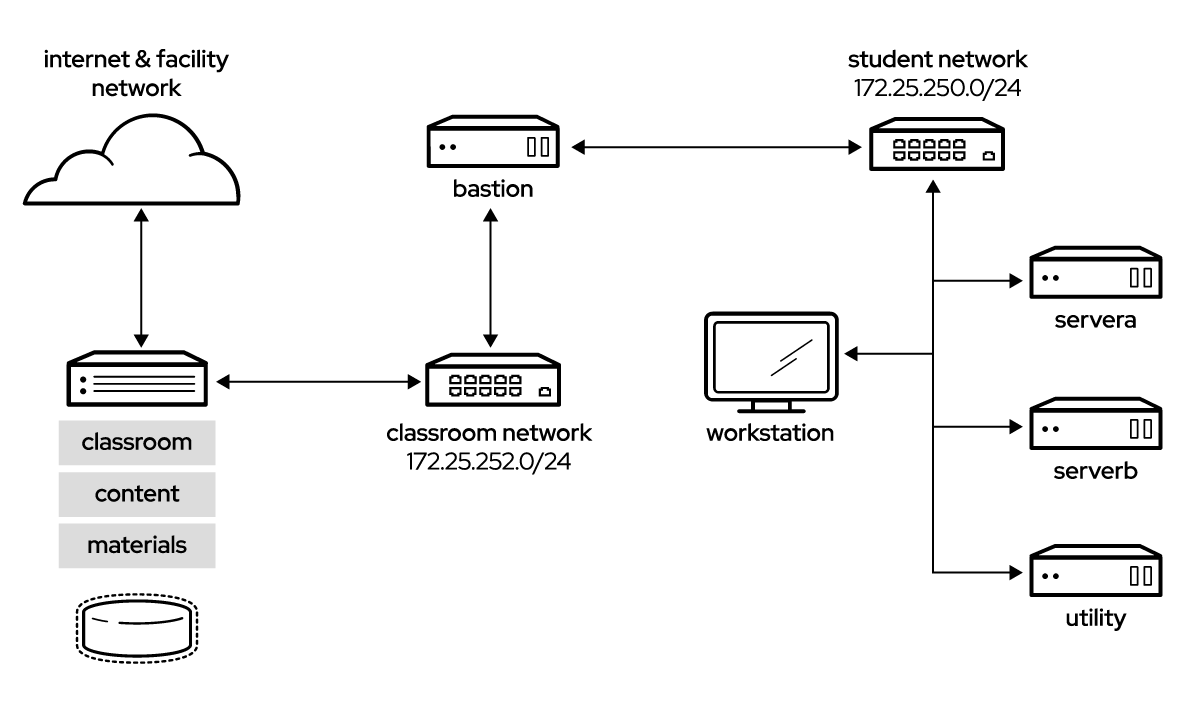 internet & facility
network
student network
172.25.250.0/24
bastion
servera
classroom network
172.25.252.0/24
workstation
classroom
content
materials
serverb
utility